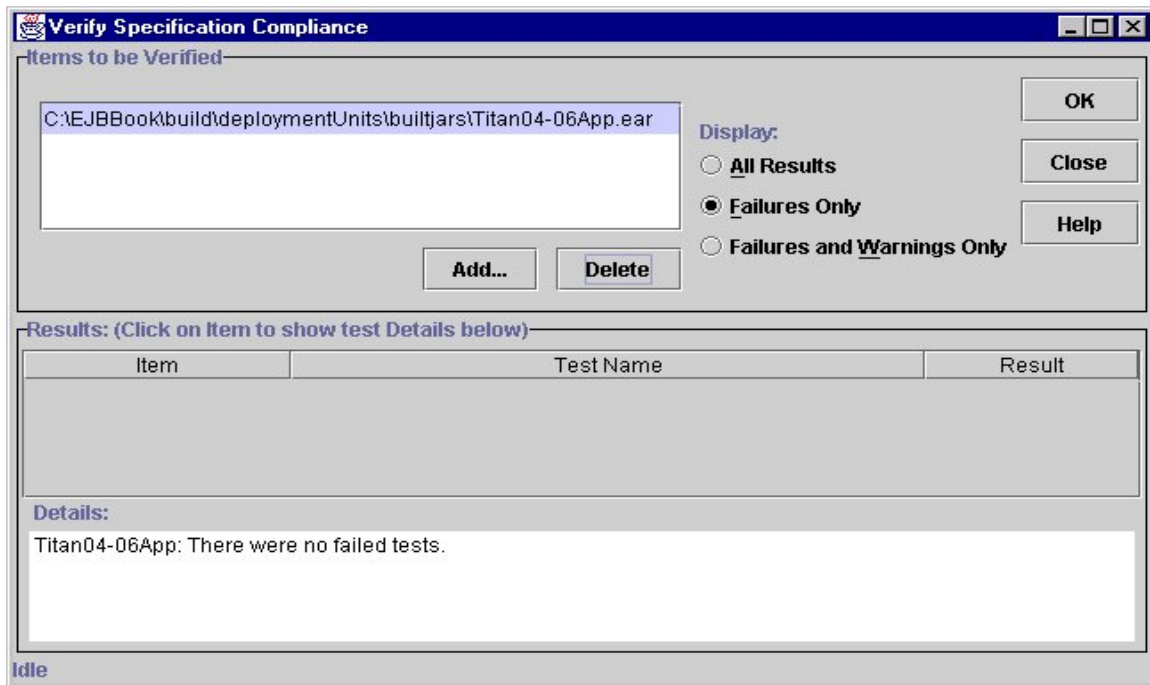 Verify Specification Compliance
Items to be Verified
C:\EJBBook\build\deploymentUnits\builtjars\Titan04-06App.ear
Add...
Delete
Display:
All Results
Failures Only
Failures and Warnings Only
OK
Close
Help
Results: (Click on Item to show test Details below)
Item Test Name Result
Details:
Titan04-06App: There were no failed tests.
Idle